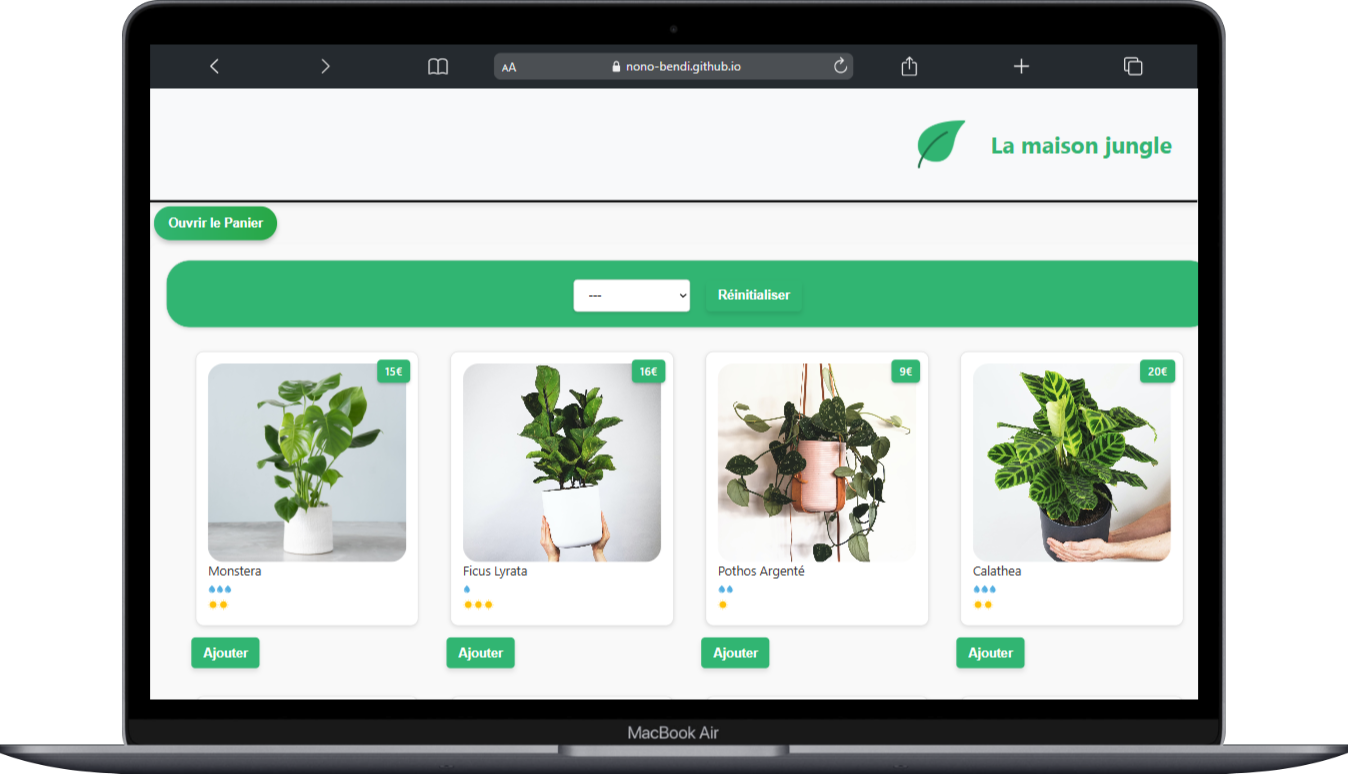 AA nono-bendi.github.io
La maison jungle
Ouvrir le Panier
--- Réinitialiser
15€ 16€ 9€ 20€
Monstera Ficus Lyrata Pothos Argenté Calathea
Ajouter Ajouter Ajouter Ajouter
MacBook Air